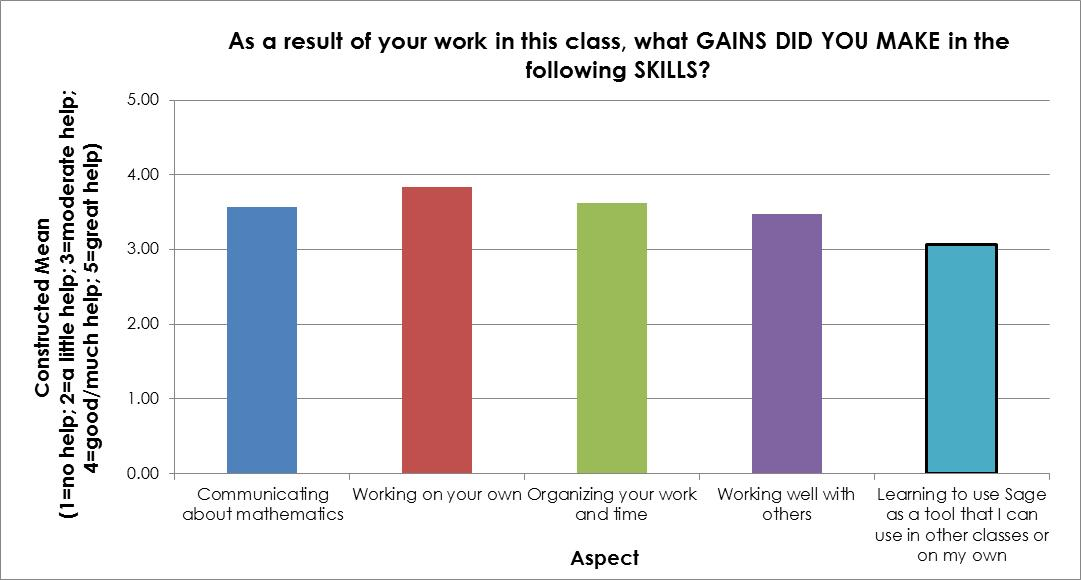 As a result of your work in this class, what GAINS DID YOU MAKE in the
following SKILLS?
Constructed Mean
(1=no help; 2=a little help; 3=moderate help;
4=good/much help; 5=great help)
5.00
4.00
3.00
2.00
1.00
0.00
Communicating
about mathematics
Working on your own
Organizing your work
and time
Working well with
others
Learning to use Sage
as a tool that I can
use in other classes or
on my own
Aspect